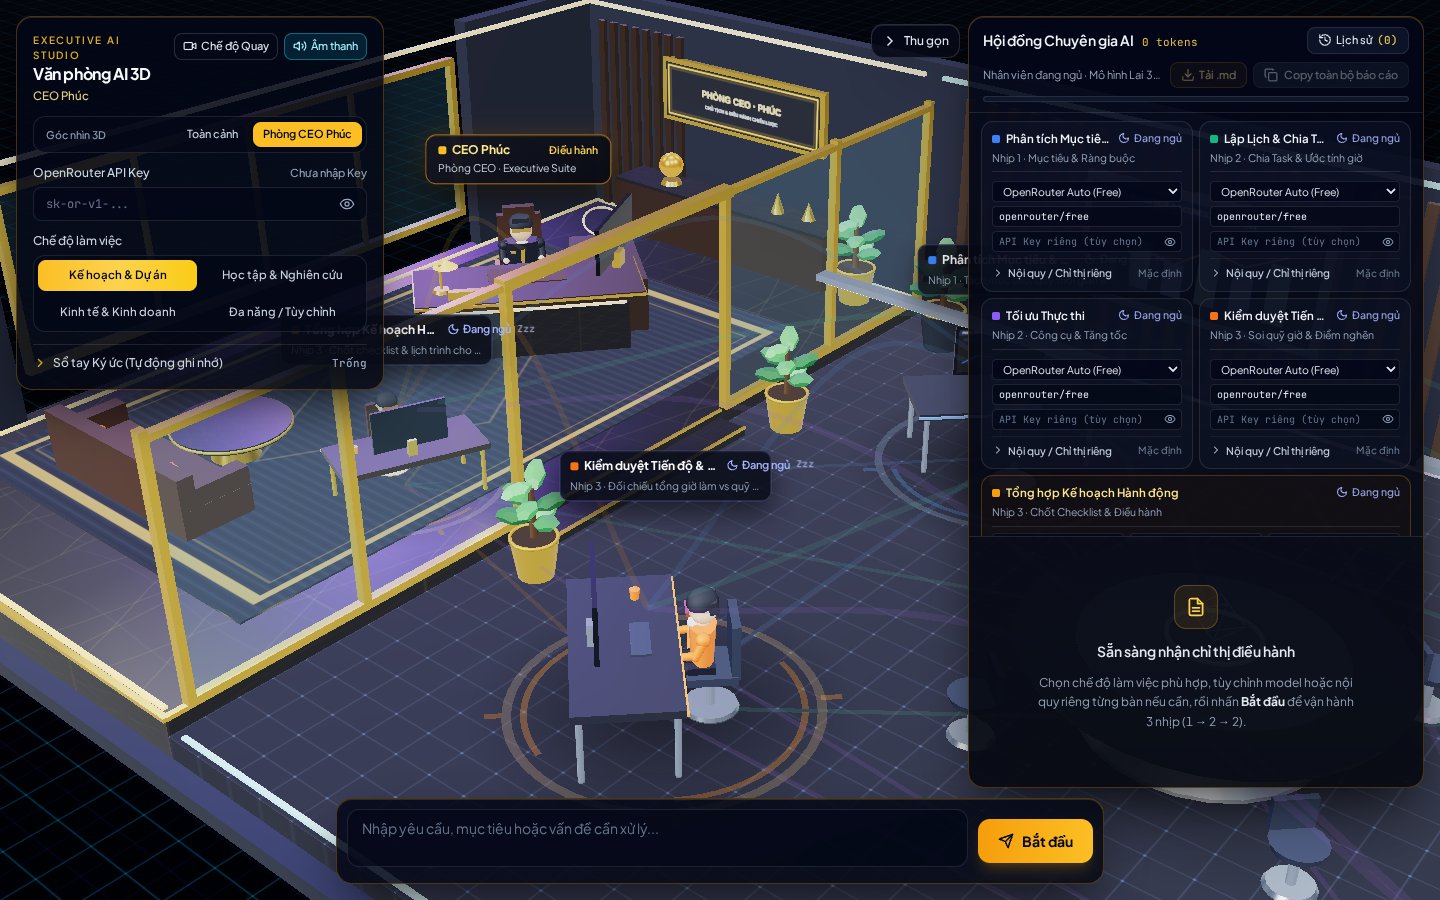 EXECUTIVE AI
STUDIO
Văn phòng AI 3D
CEO Phúc
Chế độ Quay
Âm thanh
Góc nhìn 3D
Toàn cảnh
Phòng CEO Phúc
OpenRouter API Key
Chưa nhập Key
sk-or-v1-...
Chế độ làm việc
Kế hoạch & Dự án
Học tập & Nghiên cứu
Kinh tế & Kinh doanh
Đa năng / Tùy chỉnh
Sổ tay Ký ức (Tự động ghi nhớ)
Trống
Thu gọn
PHÒNG CEO · PHÚC
CEO Phúc
Điều hành
Phòng CEO · Executive Suite
Tổng hợp Kế hoạch H...
Đang ngủ
Zzz
checklist & lịch trình cho ...
Kiểm duyệt Tiến độ & ...
Đang ngủ
Zzz
Nhịp 3 · Đối chiếu tổng giờ làm vs quỹ ...
Hội đồng Chuyên gia AI
0 tokens
Lịch sử (0)
Nhân viên đang ngủ · Mô hình Lai 3...
Tải .md
Copy toàn bộ báo cáo
Phân tích Mục tiê...
Đang ngủ
Nhịp 1 · Mục tiêu & Ràng buộc
OpenRouter Auto (Free)
openrouter/free
API Key riêng (tùy chọn)
Nội quy / Chỉ thị riêng
Mặc định
Lập Lịch & Chia T...
Đang ngủ
Nhịp 2 · Chia Task & Ước tính giờ
OpenRouter Auto (Free)
openrouter/free
API Key riêng (tùy chọn)
Nội quy / Chỉ thị riêng
Mặc định
Tối ưu Thực thi
Đang ngủ
Nhịp 2 · Công cụ & Tăng tốc
OpenRouter Auto (Free)
openrouter/free
API Key riêng (tùy chọn)
Nội quy / Chỉ thị riêng
Mặc định
Kiểm duyệt Tiến ...
Đang ngủ
Nhịp 3 · Soi quỹ giờ & Điểm nghẽn
OpenRouter Auto (Free)
openrouter/free
API Key riêng (tùy chọn)
Nội quy / Chỉ thị riêng
Mặc định
Tổng hợp Kế hoạch Hành động
Đang ngủ
Nhịp 3 · Chốt Checklist & Điều hành
Sẵn sàng nhận chỉ thị điều hành
Chọn chế độ làm việc phù hợp, tùy chỉnh model hoặc nội
quy riêng từng bàn nếu cần, rồi nhấn Bắt đầu để vận hành
3 nhịp (1 → 2 → 2).
Nhập yêu cầu, mục tiêu hoặc vấn đề cần xử lý...
Bắt đầu